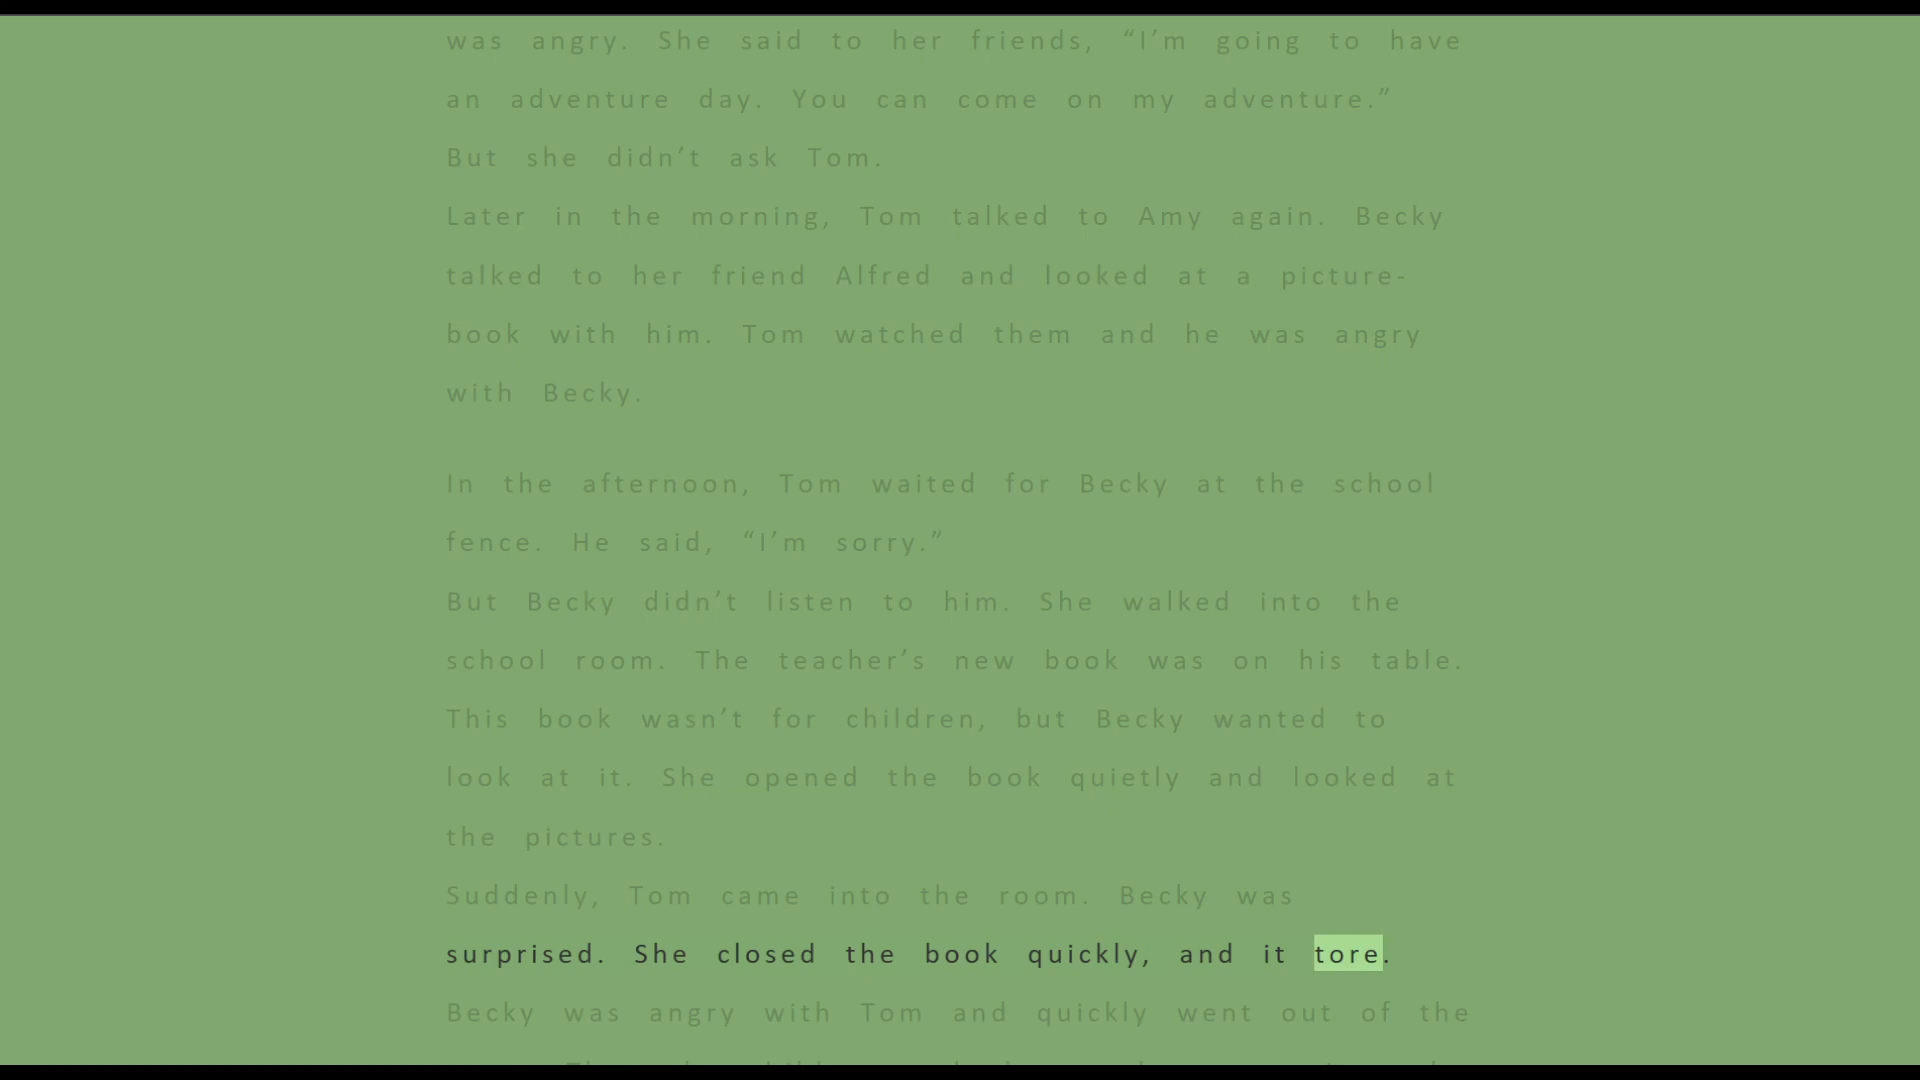 was angry. She said to her friends, “I’m going to have
an adventure day. You can come on my adventure.”
But she didn’t ask Tom.
Later in the morning, Tom talked to Amy again. Becky
talked to her friend Alfred and looked at a picture-
book with him. Tom watched them and he was angry
with Becky.
In the afternoon, Tom waited for Becky at the school
fence. He said, “I’m sorry.”
But Becky didn’t listen to him. She walked into the
school room. The teacher’s new book was on his table.
This book wasn’t for children, but Becky wanted to
look at it. She opened the book quietly and looked at
the pictures.
Suddenly, Tom came into the room. Becky was
surprised. She closed the book quickly, and it tore.
Becky was angry with Tom and quickly went out of the